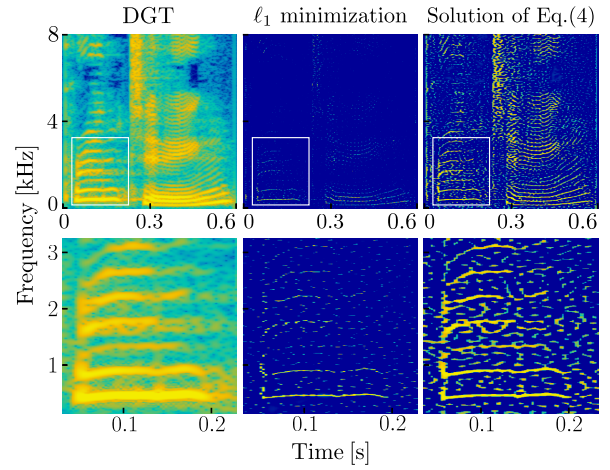 DGT
ℓ1 minimization
Solution of Eq.(4)
Frequency [kHz]
8
4
0
0 0.3 0.6
0 0.3 0.6
0 0.3 0.6
3
2
1
0.1 0.2
0.1 0.2
0.1 0.2
Time [s]